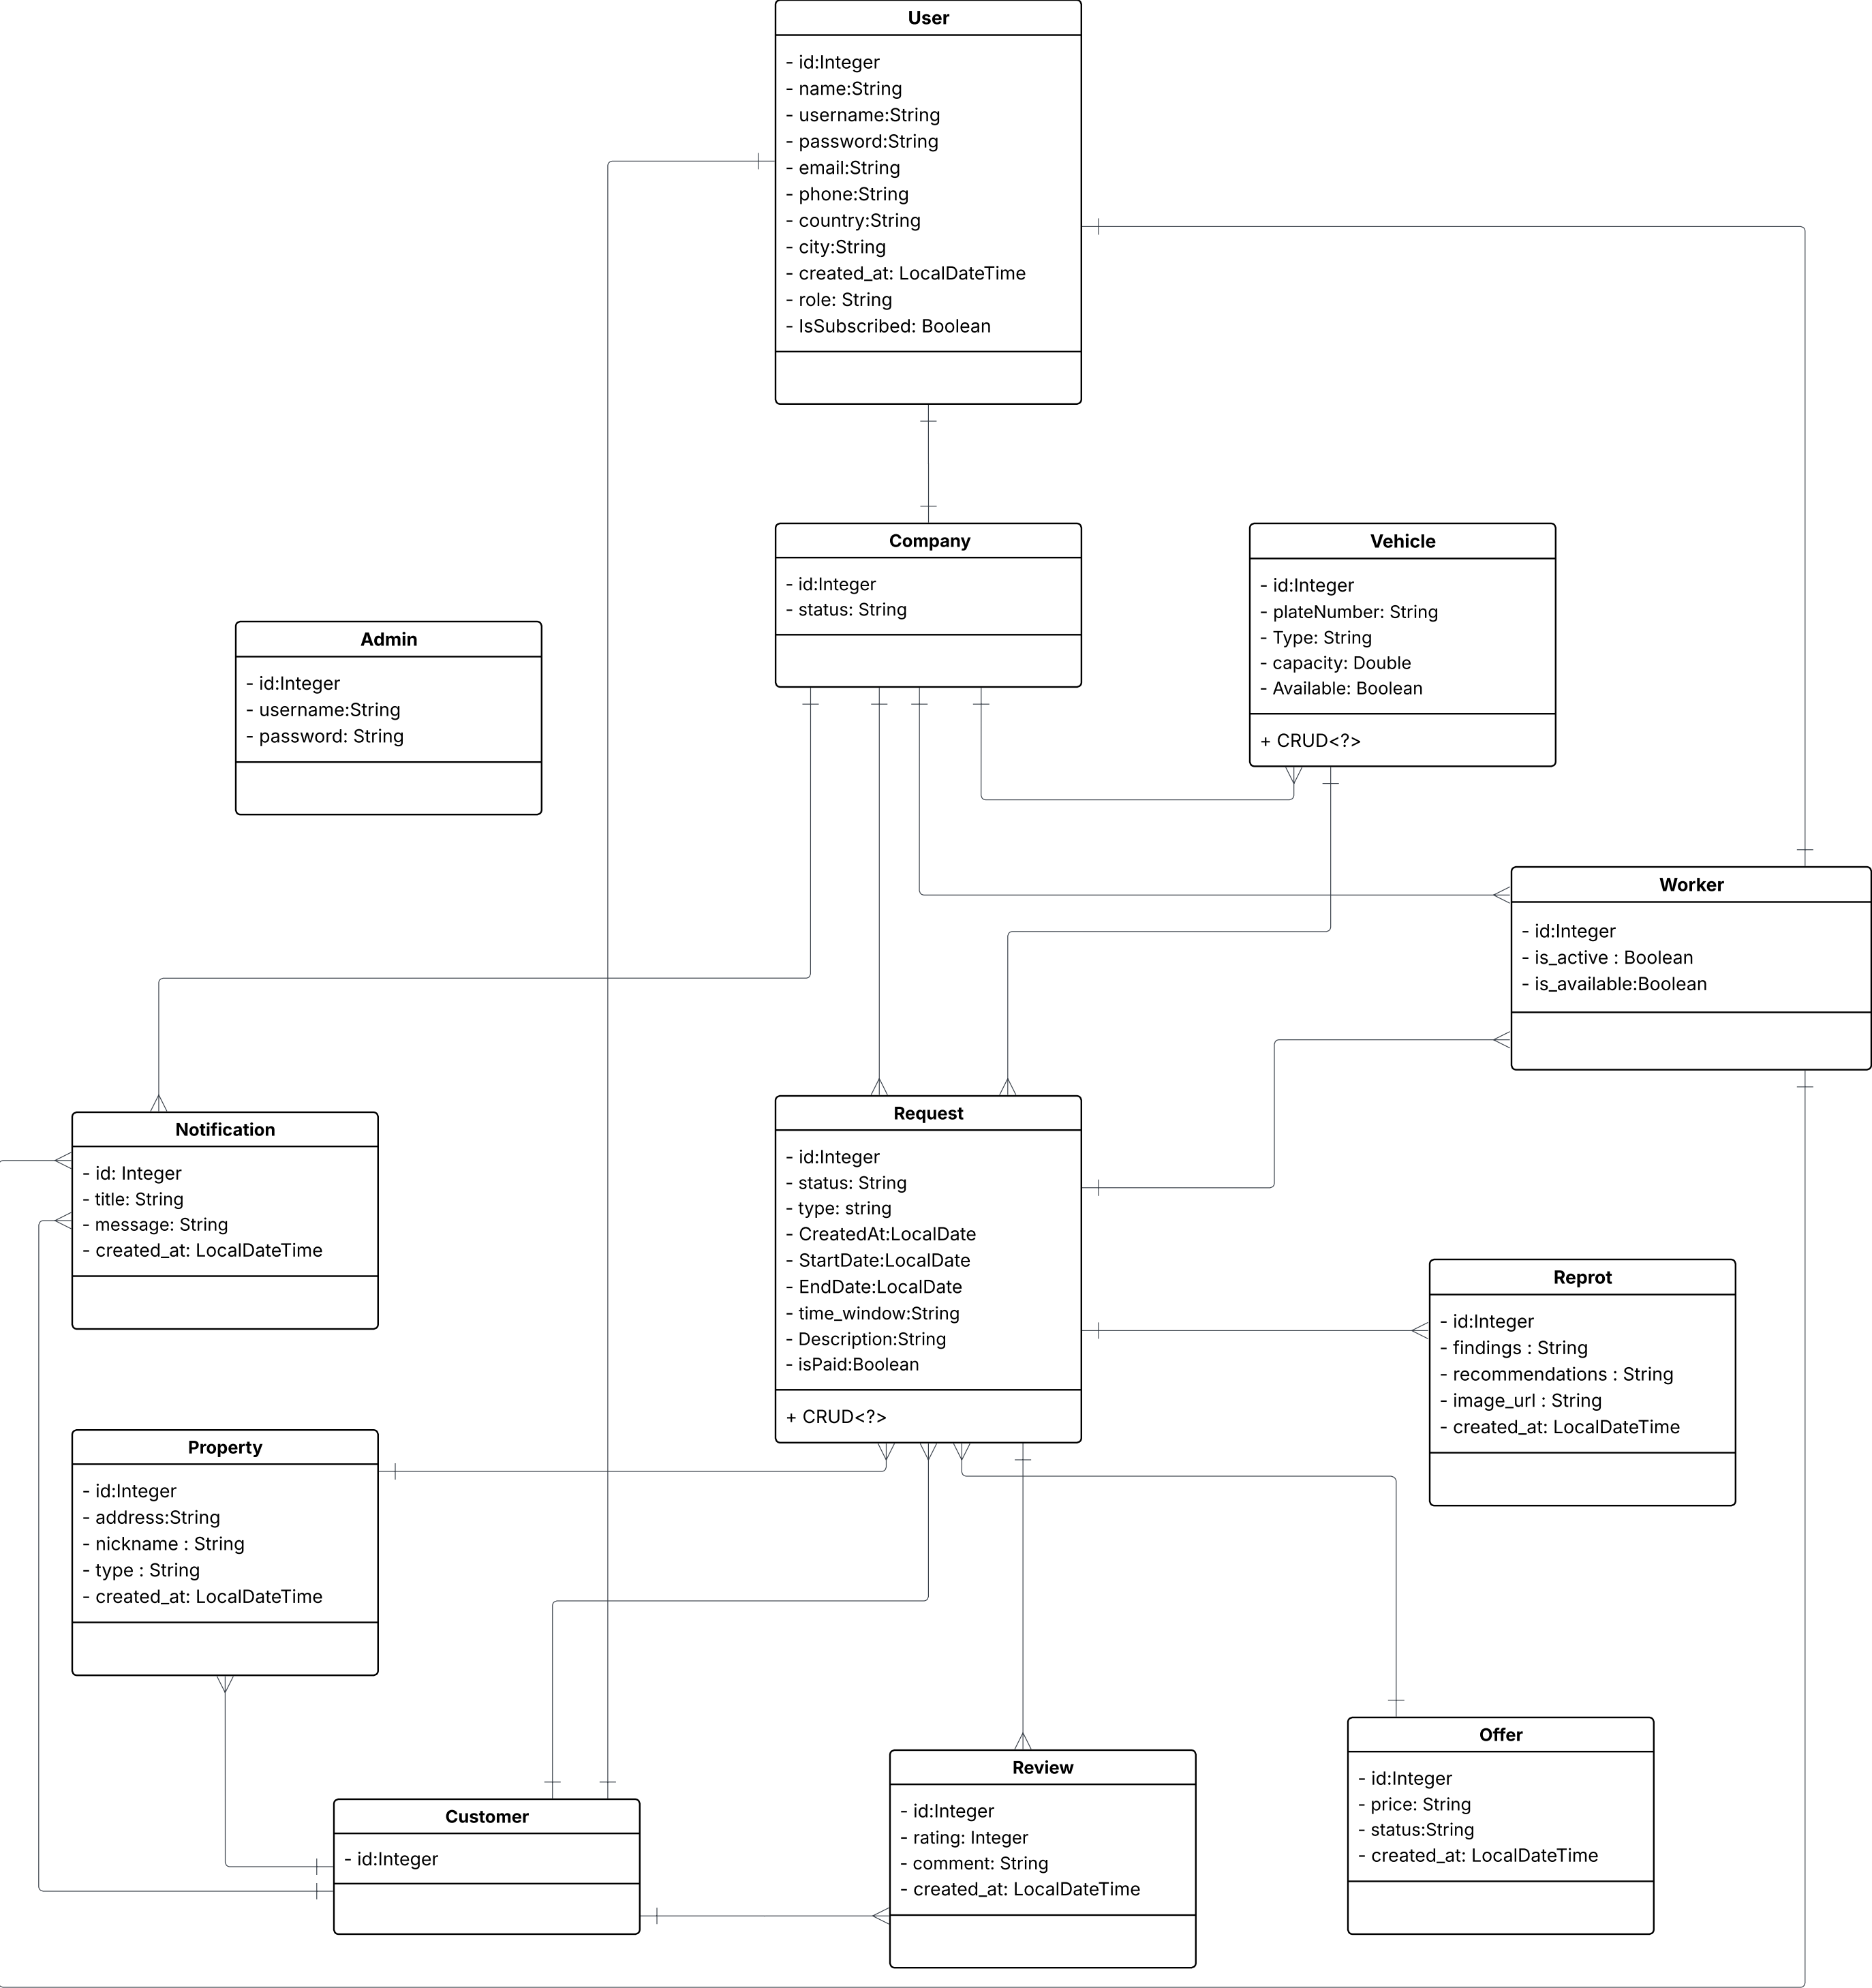 User
- id:Integer
- name:String
- username:String
- password:String
- email:String
- phone:String
- country:String
- city:String
- created_at: LocalDateTime
- role: String
- IsSubscribed: Boolean
Company
- id:Integer
- status: String
Vehicle
- id:Integer
- plateNumber: String
- Type: String
- capacity: Double
- Available: Boolean
+ CRUD<?>
Admin
- id:Integer
- username:String
- password: String
Worker
- id:Integer
- is_active : Boolean
- is_available:Boolean
Notification
- id: Integer
- title: String
- message: String
- created_at: LocalDateTime
Request
- id:Integer
- status: String
- type: string
- CreatedAt:LocalDate
- StartDate:LocalDate
- EndDate:LocalDate
- time_window:String
- Description:String
- isPaid:Boolean
+ CRUD<?>
Reprot
- id:Integer
- findings : String
- recommendations : String
- image_url : String
- created_at: LocalDateTime
Property
- id:Integer
- address:String
- nickname : String
- type : String
- created_at: LocalDateTime
Customer
- id:Integer
Review
- id:Integer
- rating: Integer
- comment: String
- created_at: LocalDateTime
Offer
- id:Integer
- price: String
- status:String
- created_at: LocalDateTime